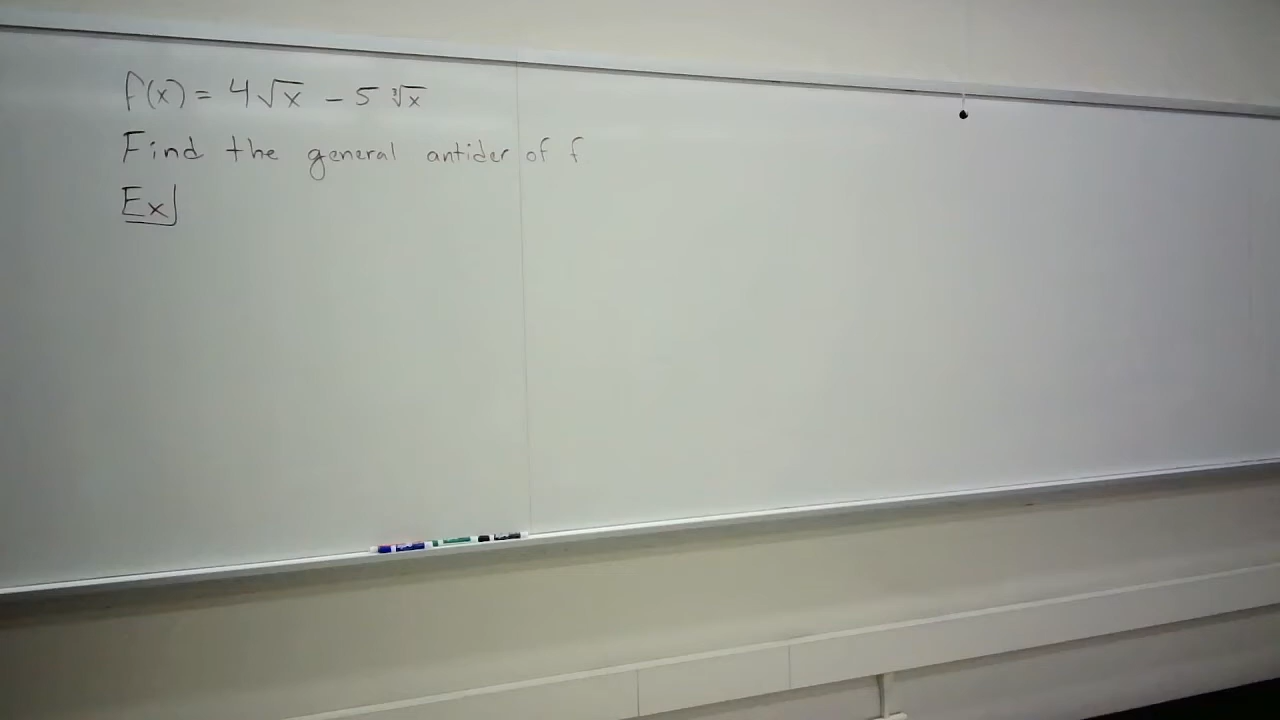 f(x) = 4√x − 5 ∛x
Find the general antider of f
Ex